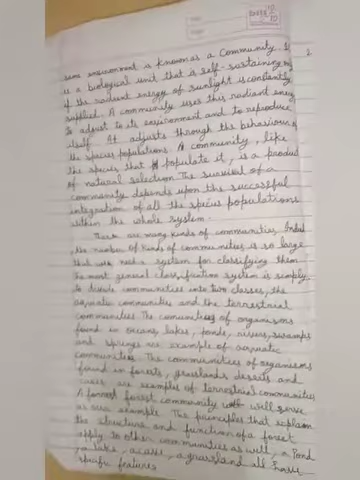 same environment is known as a community. It
is a biological unit that is self-sustaining
if the radiant energy of sunlight is constantly
supplied. A community uses this radiant energy
to adjust to its environment and to reproduce
itself. It adjusts through the behaviour of
the species populations. A community, like
the species that populate it, is a product
of natural selection. The survival of a
community depends upon the successful
integration of all the species populations
within the whole system.
There are many kinds of communities, Indeed
the number of kinds of communities is so large
that we need a system for classifying them
The most general classification system is simply
to divide communities into two classes, the
aquatic communities and the terrestrial
communities The communities of organisms
found in oceans, lakes, ponds, rivers, swamps
and springs are example of aquatic
communities. The communities of organisms
found in forests, grasslands deserts and
are examples of terrestrial communities
A forest community will serve
as our example. The principles that explain
the structure and function of a forest
apply to other communities as well, a Pond
, a lake, a cave, a grassland all have
specific features